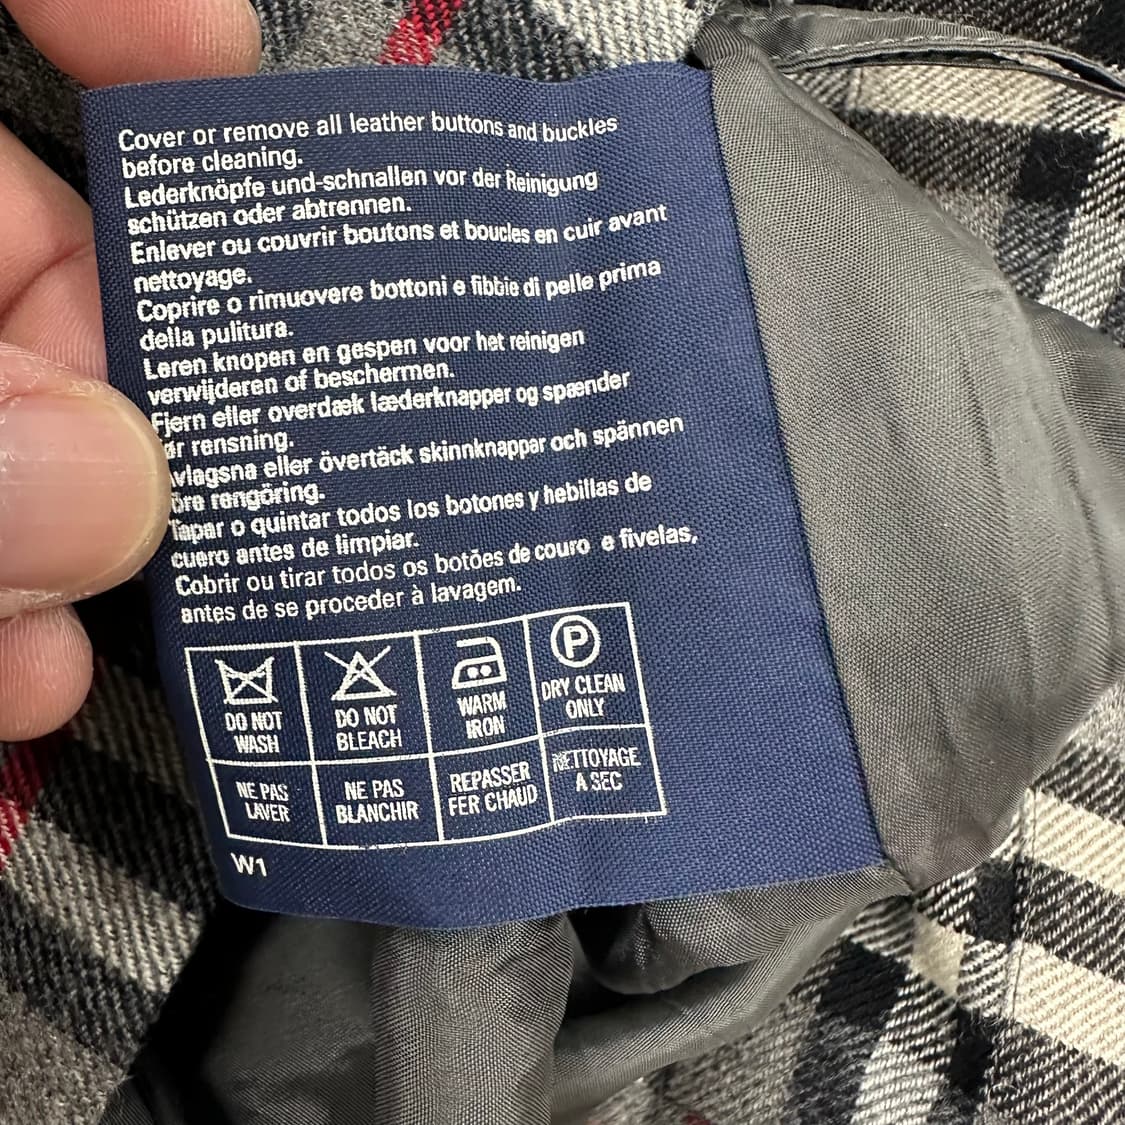 Cover or remove all leather buttons and buckles
before cleaning.
Lederknöpfe und-schnallen vor der Reinigung
schützen oder abtrennen.
Enlever ou couvrir boutons et boucles en cuir avant
nettoyage.
Coprire o rimuovere bottoni e fibbie di pelle prima
della pulitura.
Leren knopen en gespen voor het reinigen
verwijderen of beschermen.
Fjern eller overdæk læderknapper og spænder
rensning.
eller övertäck skinnknappar och spännen
rengöring.
Tapar o quintar todos los botones y hebillas de
cuero antes de limpiar.
Cobrir ou tirar todos os botões de couro e fivelas,
antes de se proceder à lavagem.
P
DO NOT WASH
DO NOT BLEACH
WARM IRON
DRY CLEAN ONLY
NE PAS LAVER
NE PAS BLANCHIR
REPASSER FER CHAUD
NETTOYAGE A SEC
W1